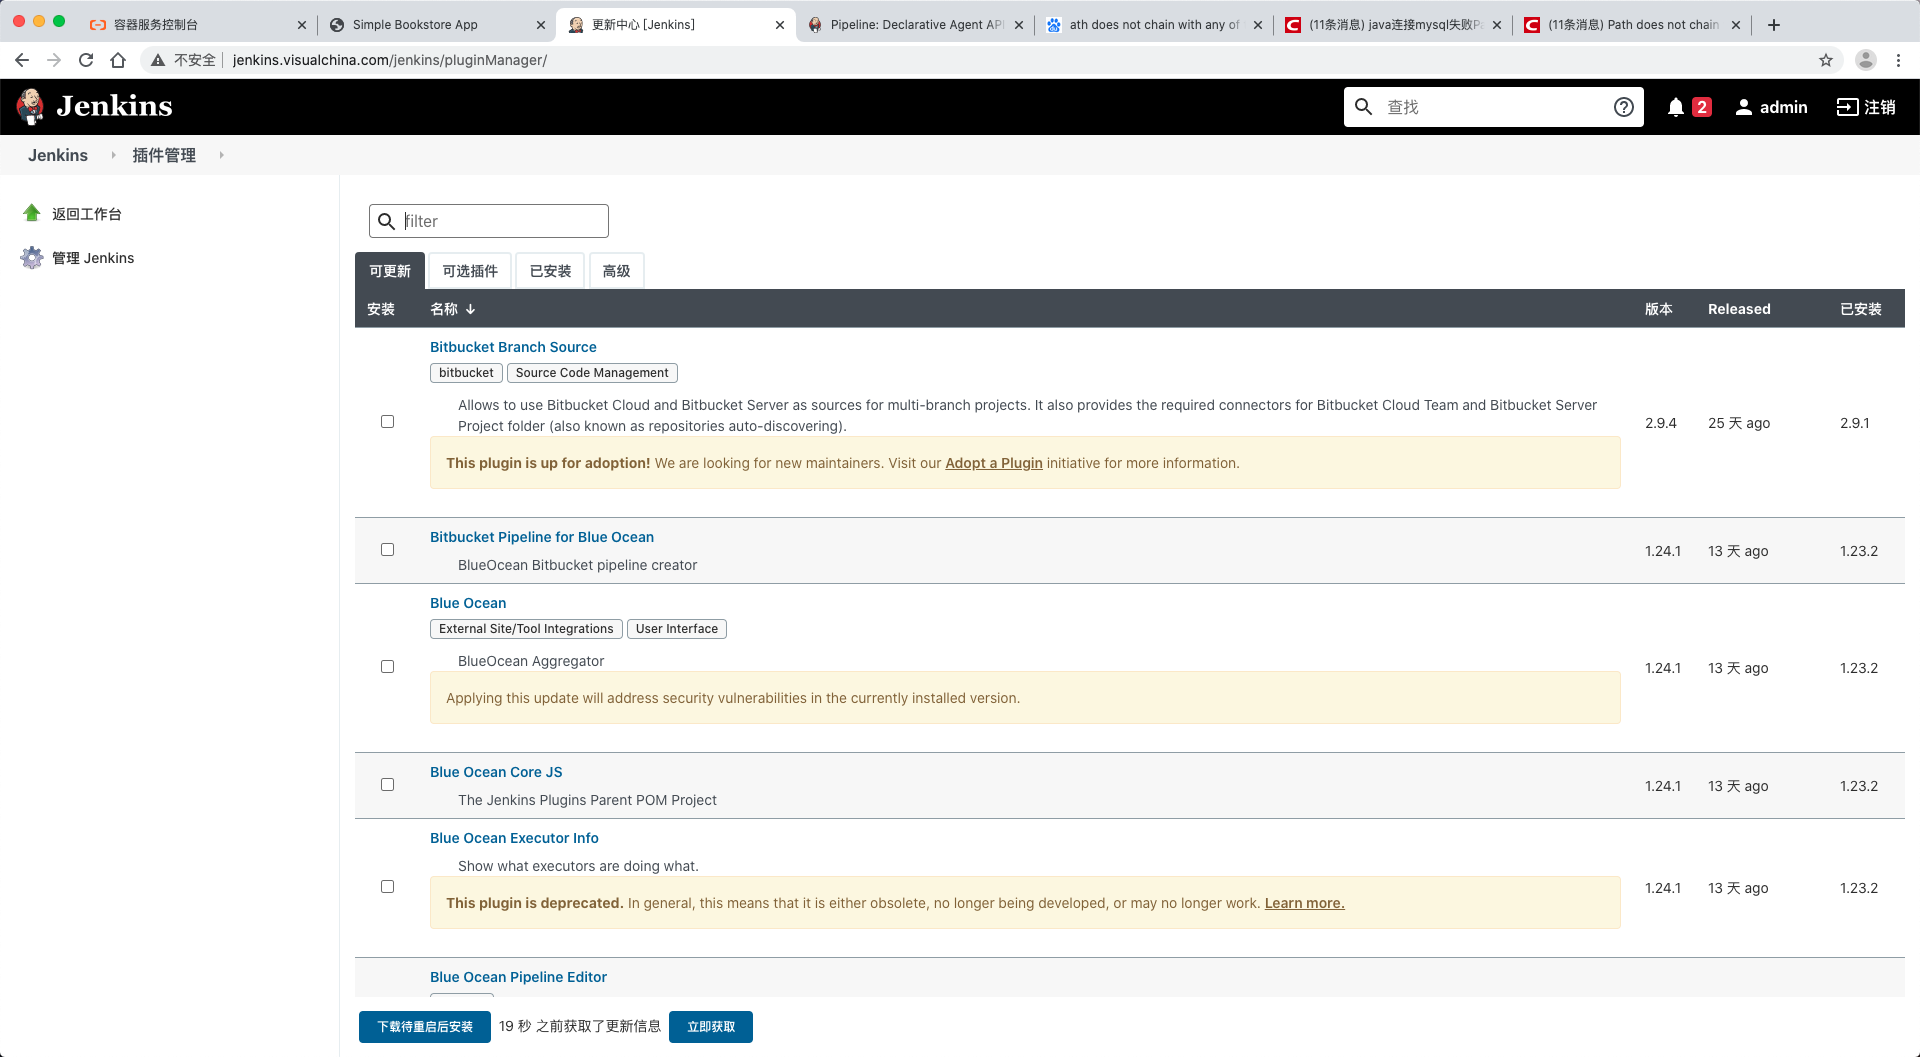 容器服务控制台
Simple Bookstore App
更新中心 [Jenkins]
Pipeline: Declarative Agent API
ath does not chain with any of
(11条消息) java连接mysql失败Pa
(11条消息) Path does not chain
不安全
jenkins.visualchina.com/jenkins/pluginManager/
Jenkins
查找
2
admin
注销
Jenkins
插件管理
返回工作台
管理 Jenkins
filter
可更新
可选插件
已安装
高级
安装
名称 ↓
版本
Released
已安装
Bitbucket Branch Source
bitbucket
Source Code Management
Allows to use Bitbucket Cloud and Bitbucket Server as sources for multi-branch projects. It also provides the required connectors for Bitbucket Cloud Team and Bitbucket Server
Project folder (also known as repositories auto-discovering).
2.9.4
25 天 ago
2.9.1
This plugin is up for adoption! We are looking for new maintainers. Visit our Adopt a Plugin initiative for more information.
Bitbucket Pipeline for Blue Ocean
BlueOcean Bitbucket pipeline creator
1.24.1
13 天 ago
1.23.2
Blue Ocean
External Site/Tool Integrations
User Interface
BlueOcean Aggregator
1.24.1
13 天 ago
1.23.2
Applying this update will address security vulnerabilities in the currently installed version.
Blue Ocean Core JS
The Jenkins Plugins Parent POM Project
1.24.1
13 天 ago
1.23.2
Blue Ocean Executor Info
Show what executors are doing what.
1.24.1
13 天 ago
1.23.2
This plugin is deprecated. In general, this means that it is either obsolete, no longer being developed, or may no longer work. Learn more.
Blue Ocean Pipeline Editor
下载待重启后安装
19 秒 之前获取了更新信息
立即获取